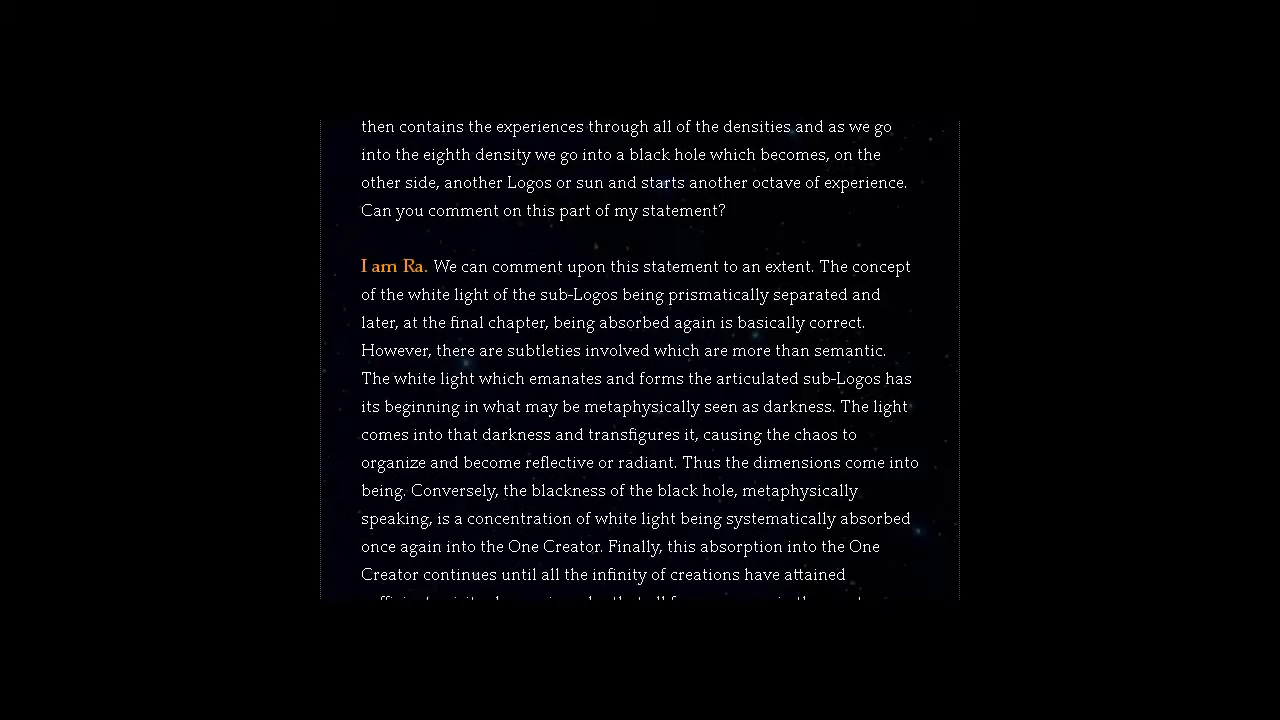 then contains the experiences through all of the densities and as we go
into the eighth density we go into a black hole which becomes, on the
other side, another Logos or sun and starts another octave of experience.
Can you comment on this part of my statement?
I am Ra. We can comment upon this statement to an extent. The concept
of the white light of the sub-Logos being prismatically separated and
later, at the final chapter, being absorbed again is basically correct.
However, there are subtleties involved which are more than semantic.
The white light which emanates and forms the articulated sub-Logos has
its beginning in what may be metaphysically seen as darkness. The light
comes into that darkness and transfigures it, causing the chaos to
organize and become reflective or radiant. Thus the dimensions come into
being. Conversely, the blackness of the black hole, metaphysically
speaking, is a concentration of white light being systematically absorbed
once again into the One Creator. Finally, this absorption into the One
Creator continues until all the infinity of creations have attained